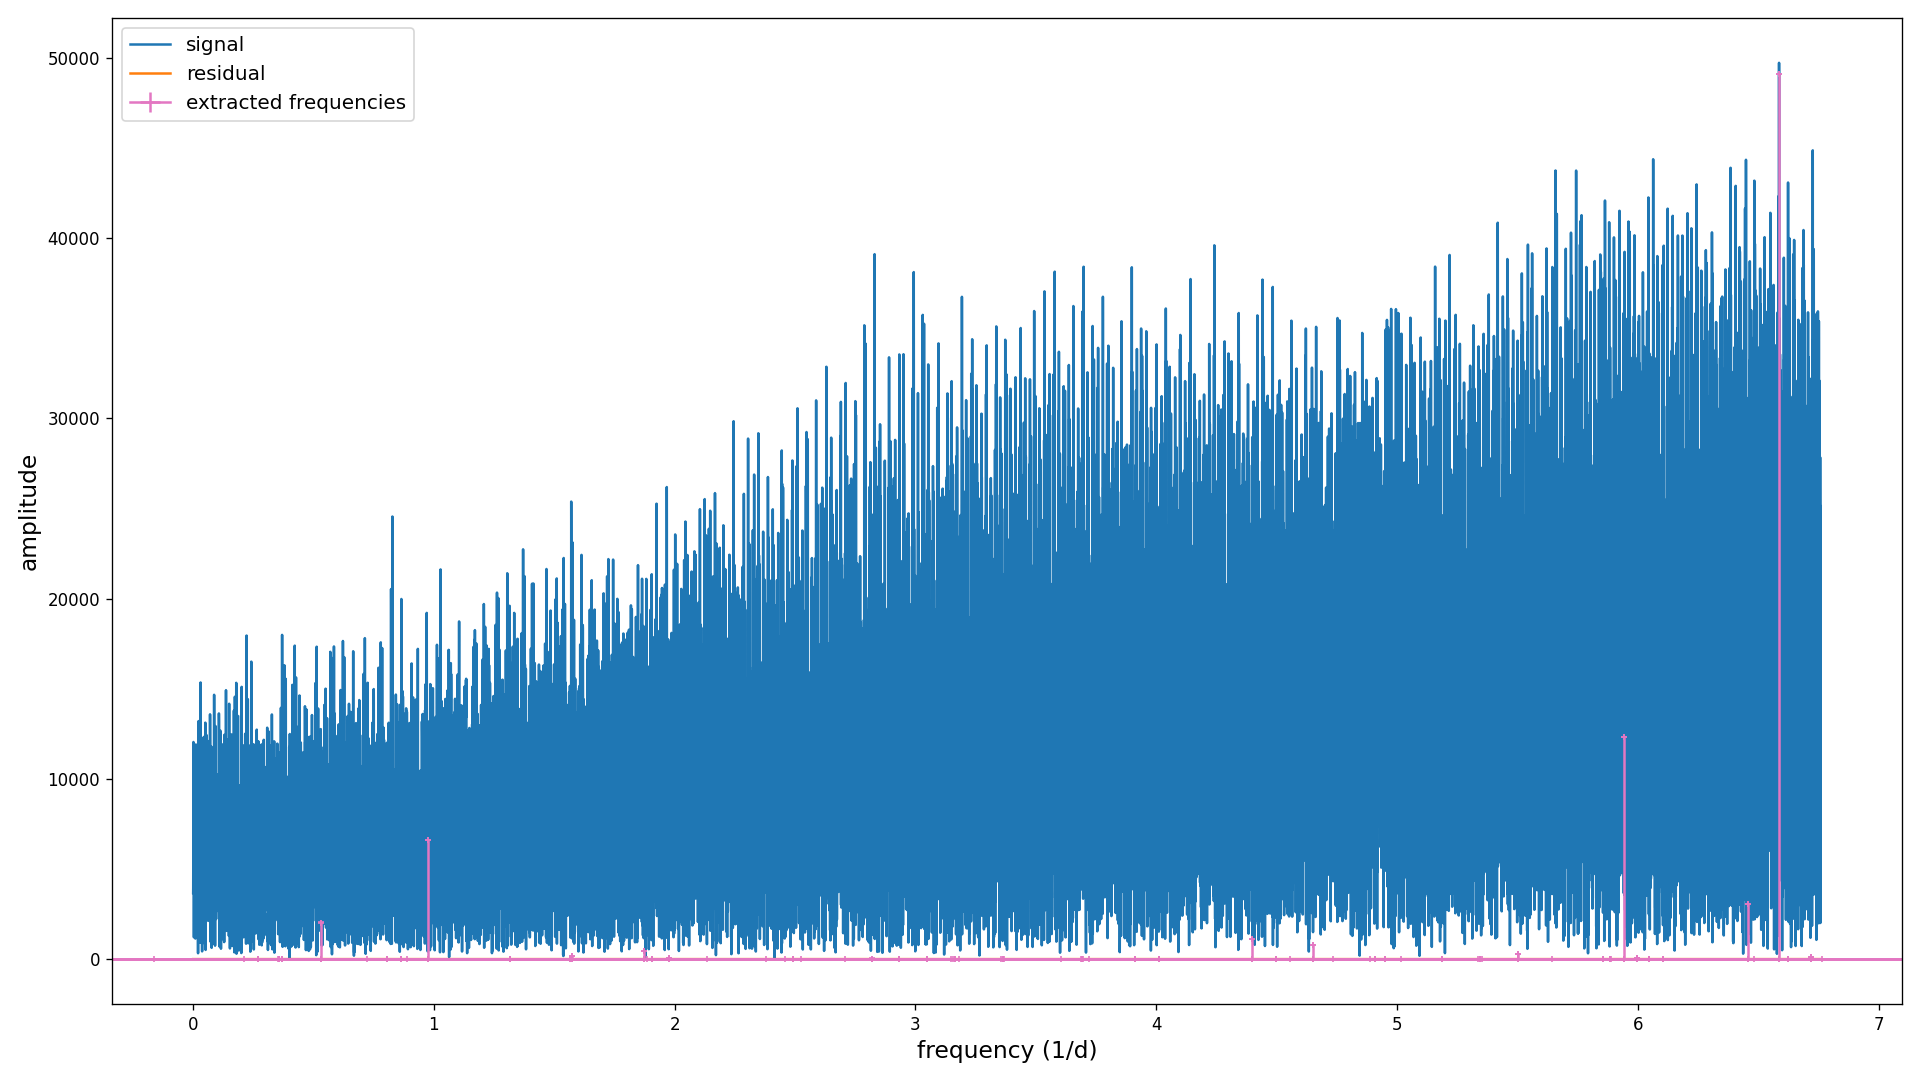 signal
residual
extracted frequencies
50000
40000
30000
20000
10000
0
amplitude
0 1 2 3 4 5 6 7
frequency (1/d)